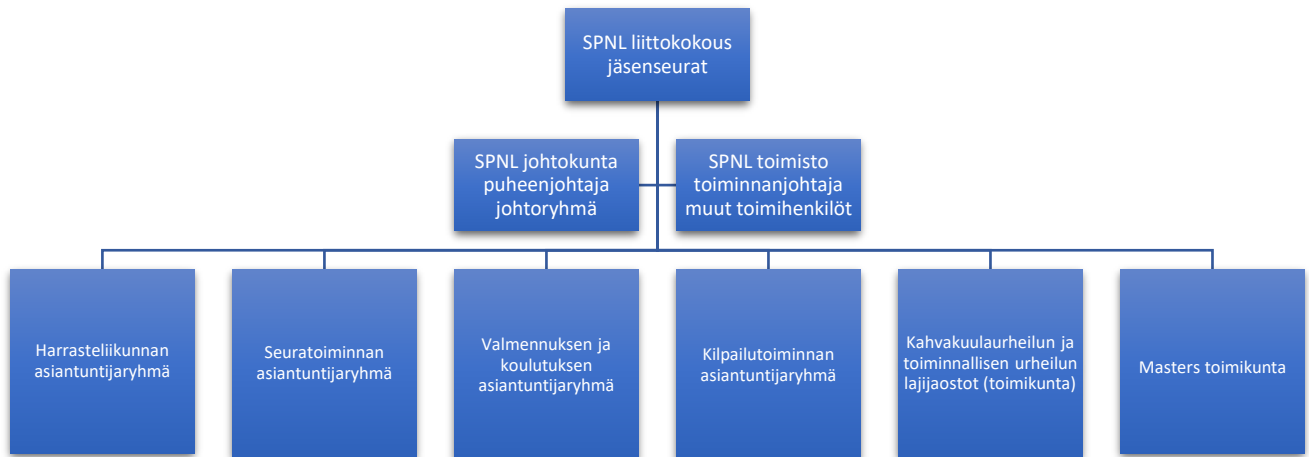 SPNL liittokokous
jäsenseurat
SPNL johtokunta
puheenjohtaja
johtoryhmä
SPNL toimisto
toiminnanjohtaja
muut toimihenkilöt
Harrasteliikunnan
asiantuntijaryhmä
Seuratoiminnan
asiantuntijaryhmä
Valmennuksen ja
koulutuksen
asiantuntijaryhmä
Kilpailutoiminnan
asiantuntijaryhmä
Kahvakuulaurheilun ja
toiminnallisen urheilun
lajijaostot (toimikunta)
Masters toimikunta